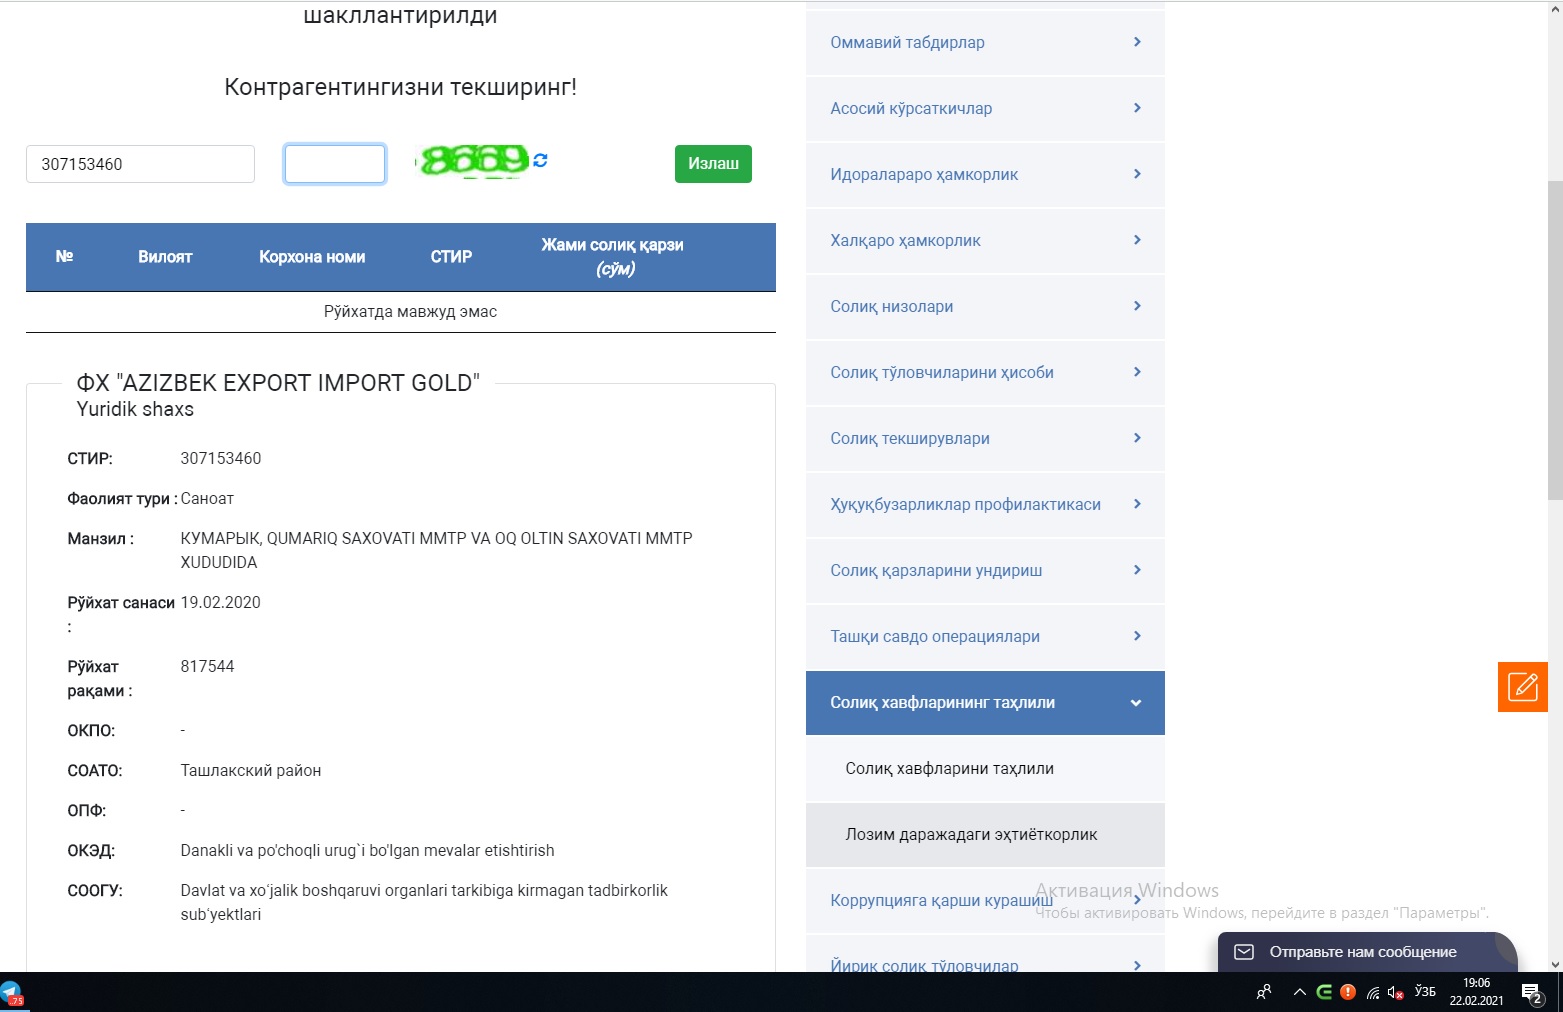 шакллантирилди
Контрагентингизни текширинг!
307153460
8669
Излаш
№
Вилоят
Корхона номи
СТИР
Жами солиқ қарзи
(сўм)
Рўйхатда мавжуд эмас
ФХ "AZIZBEK EXPORT IMPORT GOLD"
Yuridik shaxs
СТИР: 307153460
Фаолият тури : Саноат
Манзил : КУМАРЫК, QUMARIQ SAXOVATI MMTP VA OQ OLTIN SAXOVATI MMTP
XUDUDIDA
Рўйхат санаси 19.02.2020
:
Рўйхат 817544
рақами :
ОКПО: -
СОАТО: Ташлакский район
ОПФ: -
ОКЭД: Danakli va po'choqli urug`i bo'lgan mevalar etishtirish
СООГУ: Davlat va xo‘jalik boshqaruvi organlari tarkibiga kirmagan tadbirkorlik
sub‘yektlari
Оммавий табдирлар
Асосий кўрсаткичлар
Идоралараро ҳамкорлик
Халқаро ҳамкорлик
Солиқ низолари
Солиқ тўловчиларини ҳисоби
Солиқ текширувлари
Ҳуқуқбузарликлар профилактикаси
Солиқ қарзларини ундириш
Ташқи савдо операциялари
Солиқ хавфларининг таҳлили
Солиқ хавфларини таҳлили
Лозим даражадаги эҳтиёткорлик
Коррупцияга қарши курашиш
Йирик солиқ тўловчилар
Активация Windows
Чтобы активировать Windows, перейдите в раздел "Параметры".
Отправьте нам сообщение
75
ЎЗБ
19:06
22.02.2021
2